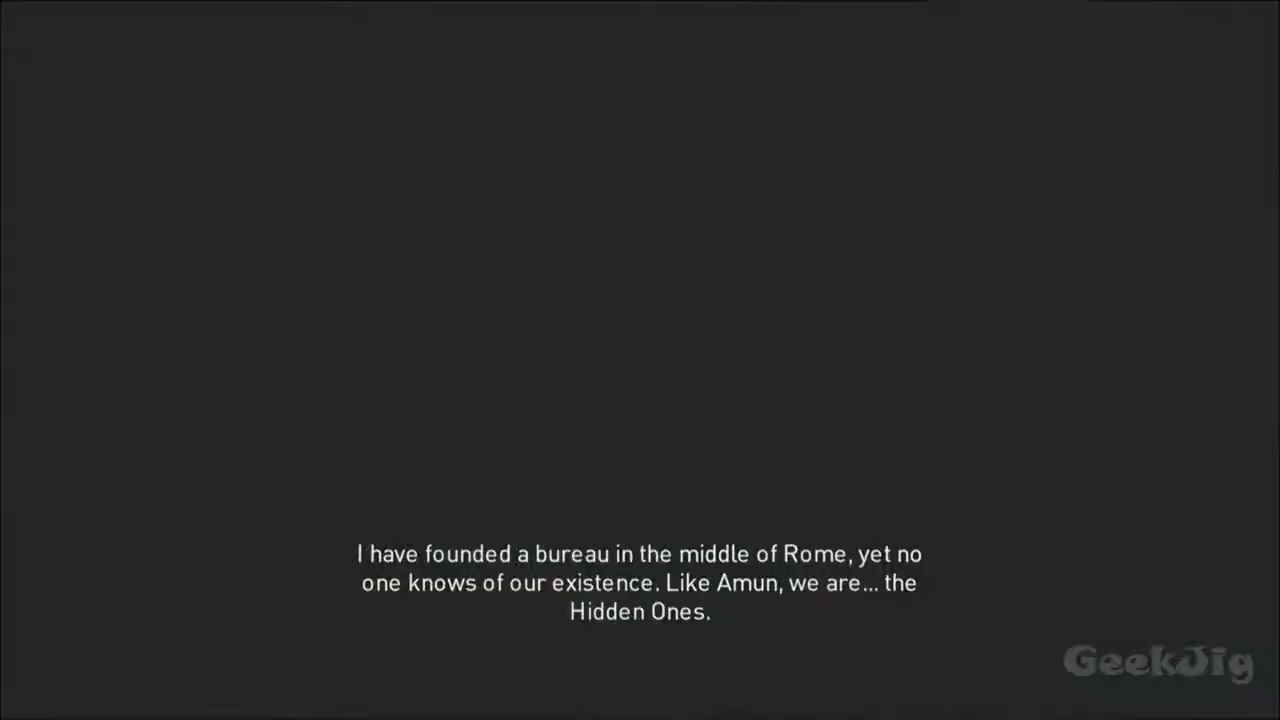 I have founded a bureau in the middle of Rome, yet no
one knows of our existence. Like Amun, we are... the
Hidden Ones.
GeekJig